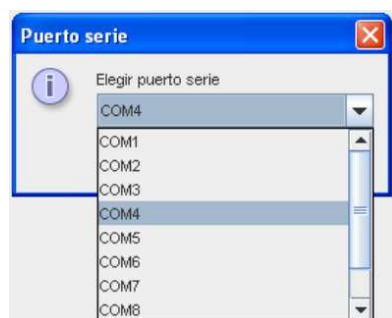 Puerto serie
Elegir puerto serie
COM4
COM1
COM2
COM3
COM4
COM5
COM6
COM7
COM8